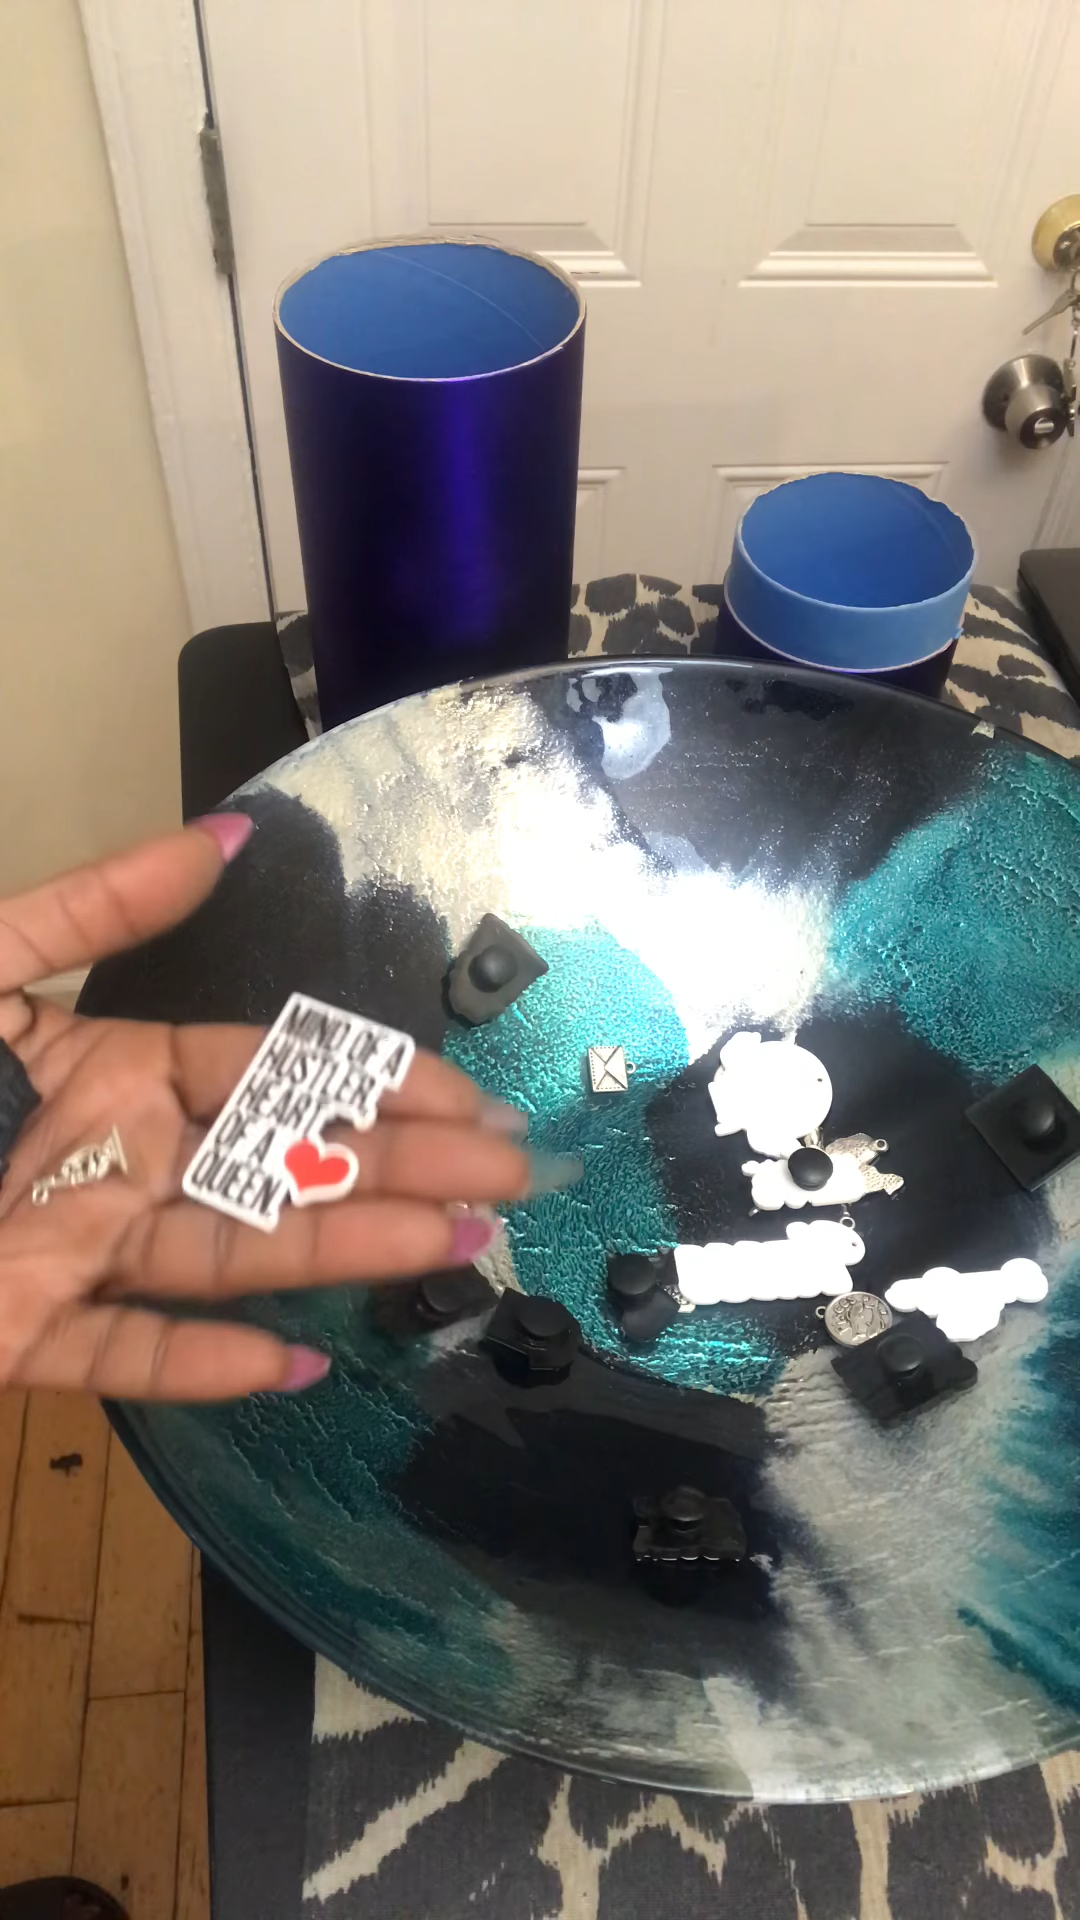 MIND OF A
HUSTLER,
HEART
OF A
QUEEN.